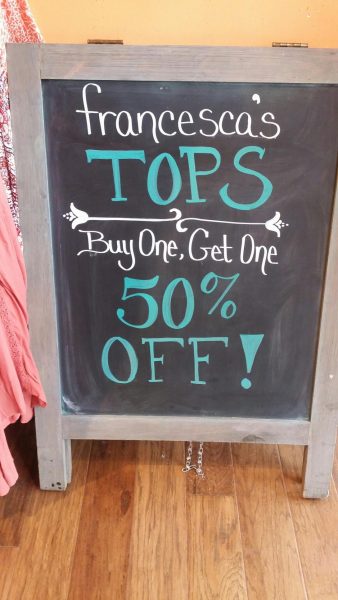 francesca's
TOPS
Buy One, Get One
50%
OFF!